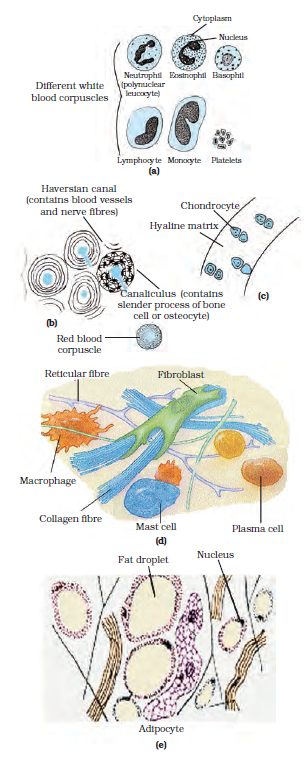 Cytoplasm
Nucleus
Different white
blood corpuscles
Neutrophil Eosinophil Basophil
(polynuclear
leucocyte)
Lymphocyte Monocyte Platelets
(a)
Haversian canal
(contains blood vessels
and nerve fibres)
Chondrocyte
Hyaline matrix
Canaliculus (contains
slender process of bone
cell or osteocyte)
(c)
(b)
Red blood
corpuscle
Reticular fibre
Fibroblast
Macrophage
Collagen fibre
Mast cell
Plasma cell
(d)
Fat droplet
Nucleus
Adipocyte
(e)